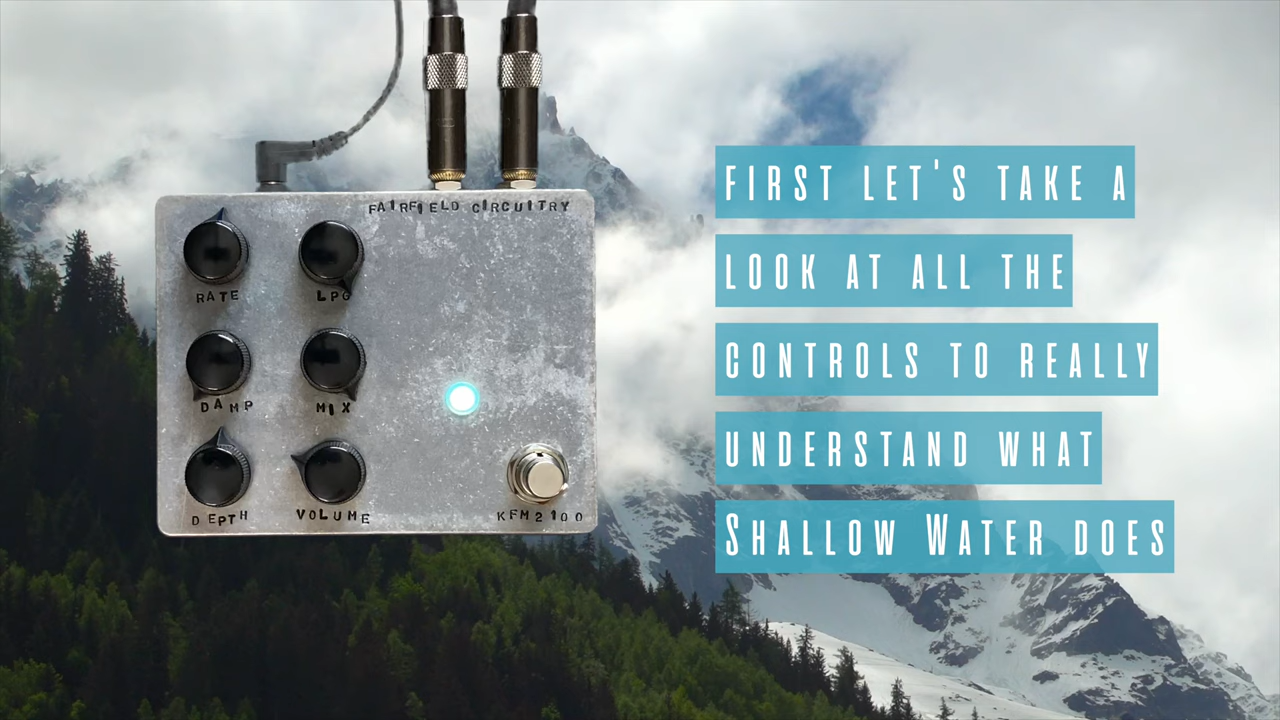 FAIRFIELD CIRCUITRY
RATE
LPG
DAMP
MIX
DEPTH
VOLUME
KFM2100
FIRST LET'S TAKE A
LOOK AT ALL THE
CONTROLS TO REALLY
UNDERSTAND WHAT
SHALLOW WATER DOES